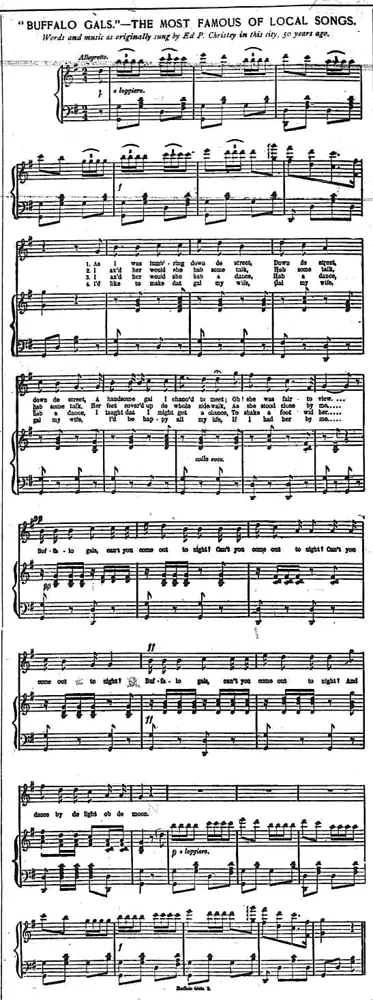 "BUFFALO GALS."—THE MOST FAMOUS OF LOCAL SONGS.
Words and music as originally sung by Ed P. Christey in this city, 50 years ago.
Allegretto.
p e leggiero.
f
1. As I was lumb'-ring down de street, Down de street,
2. I ax'd her would she hab some talk, Hab some talk,
3. I ax'd her would she hab a dance, Hab a dance,
4. I'd like to make dat gal my wife, Gal my wife,
down de street, A handsome gal I chanc'd to meet; Oh! she was fair- to view....
hab some talk, Her feet cover'd up de whole sidewalk, As she stood close by me.....
hab a dance, I taught dat I might get a chance, To shake a foot wid her.....
gal my wife, I'd be hap-py all my life, If I had her by me.....
colla voce.
Buf-fa-lo gals, can't you come out to night? Can't you come out to night? Can't you
pp
come out to night? Buf-fa-lo gals, can't you come out to night? And
ff
ff
dance by de light ob de moon.
p e leggiero.
f
Buffalo Gals. 2.